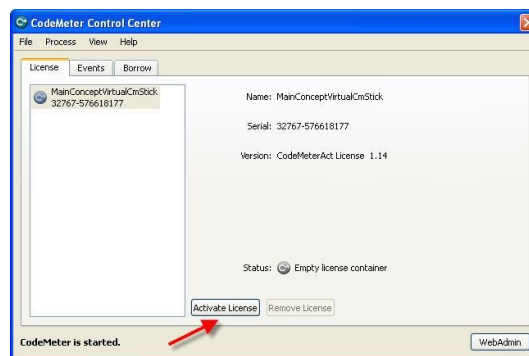 CodeMeter Control Center
File Process View Help
License Events Borrow
MainConceptVirtualCmStick
32767-576618177
Name: MainConceptVirtualCmStick
Serial: 32767-576618177
Version: CodeMeterAct License 1.14
Status: Empty license container
Activate License Remove License
CodeMeter is started. WebAdmin